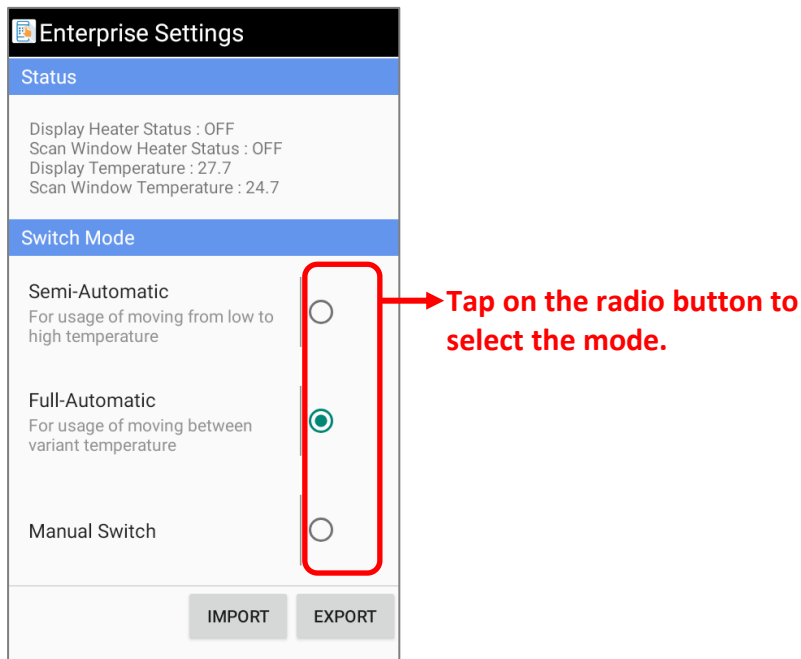 Enterprise Settings
Status
Display Heater Status : OFF
Scan Window Heater Status : OFF
Display Temperature : 27.7
Scan Window Temperature : 24.7
Switch Mode
Semi-Automatic
For usage of moving from low to
high temperature
Full-Automatic
For usage of moving between
variant temperature
Manual Switch
IMPORT EXPORT
Tap on the radio button to
select the mode.